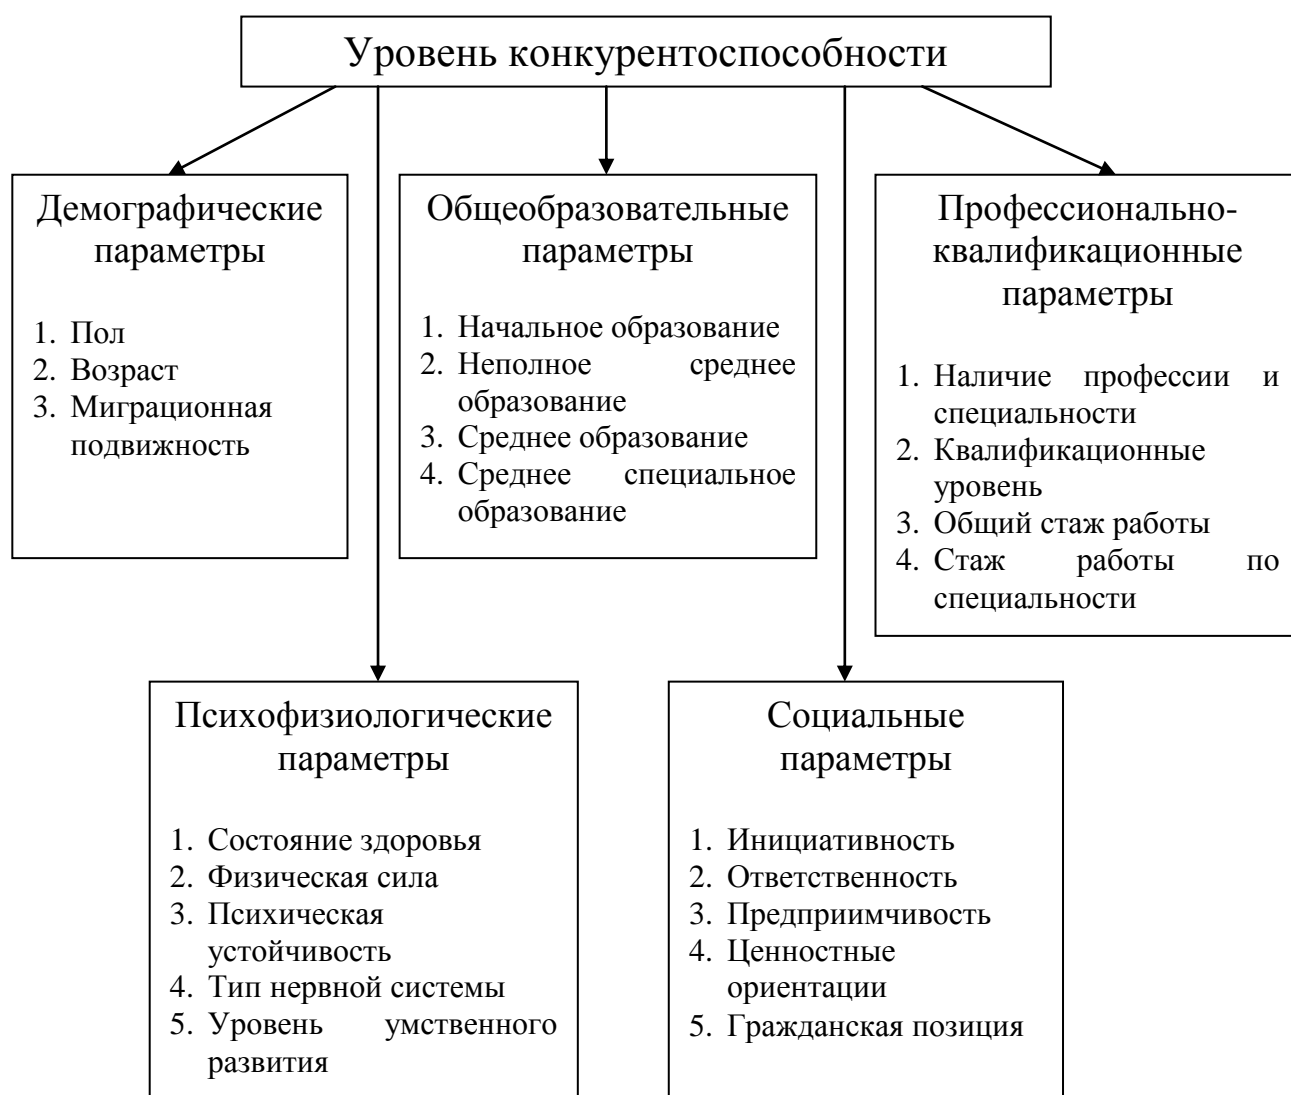 Уровень конкурентоспособности
Демографические
параметры
1. Пол
2. Возраст
3. Миграционная
подвижность
Общеобразовательные
параметры
1. Начальное образование
2. Неполное среднее
образование
3. Среднее образование
4. Среднее специальное
образование
Профессионально-
квалификационные
параметры
1. Наличие профессии и
специальности
2. Квалификационные
уровень
3. Общий стаж работы
4. Стаж работы по
специальности
Психофизиологические
параметры
1. Состояние здоровья
2. Физическая сила
3. Психическая
устойчивость
4. Тип нервной системы
5. Уровень умственного
развития
Социальные
параметры
1. Инициативность
2. Ответственность
3. Предприимчивость
4. Ценностные
ориентации
5. Гражданская позиция